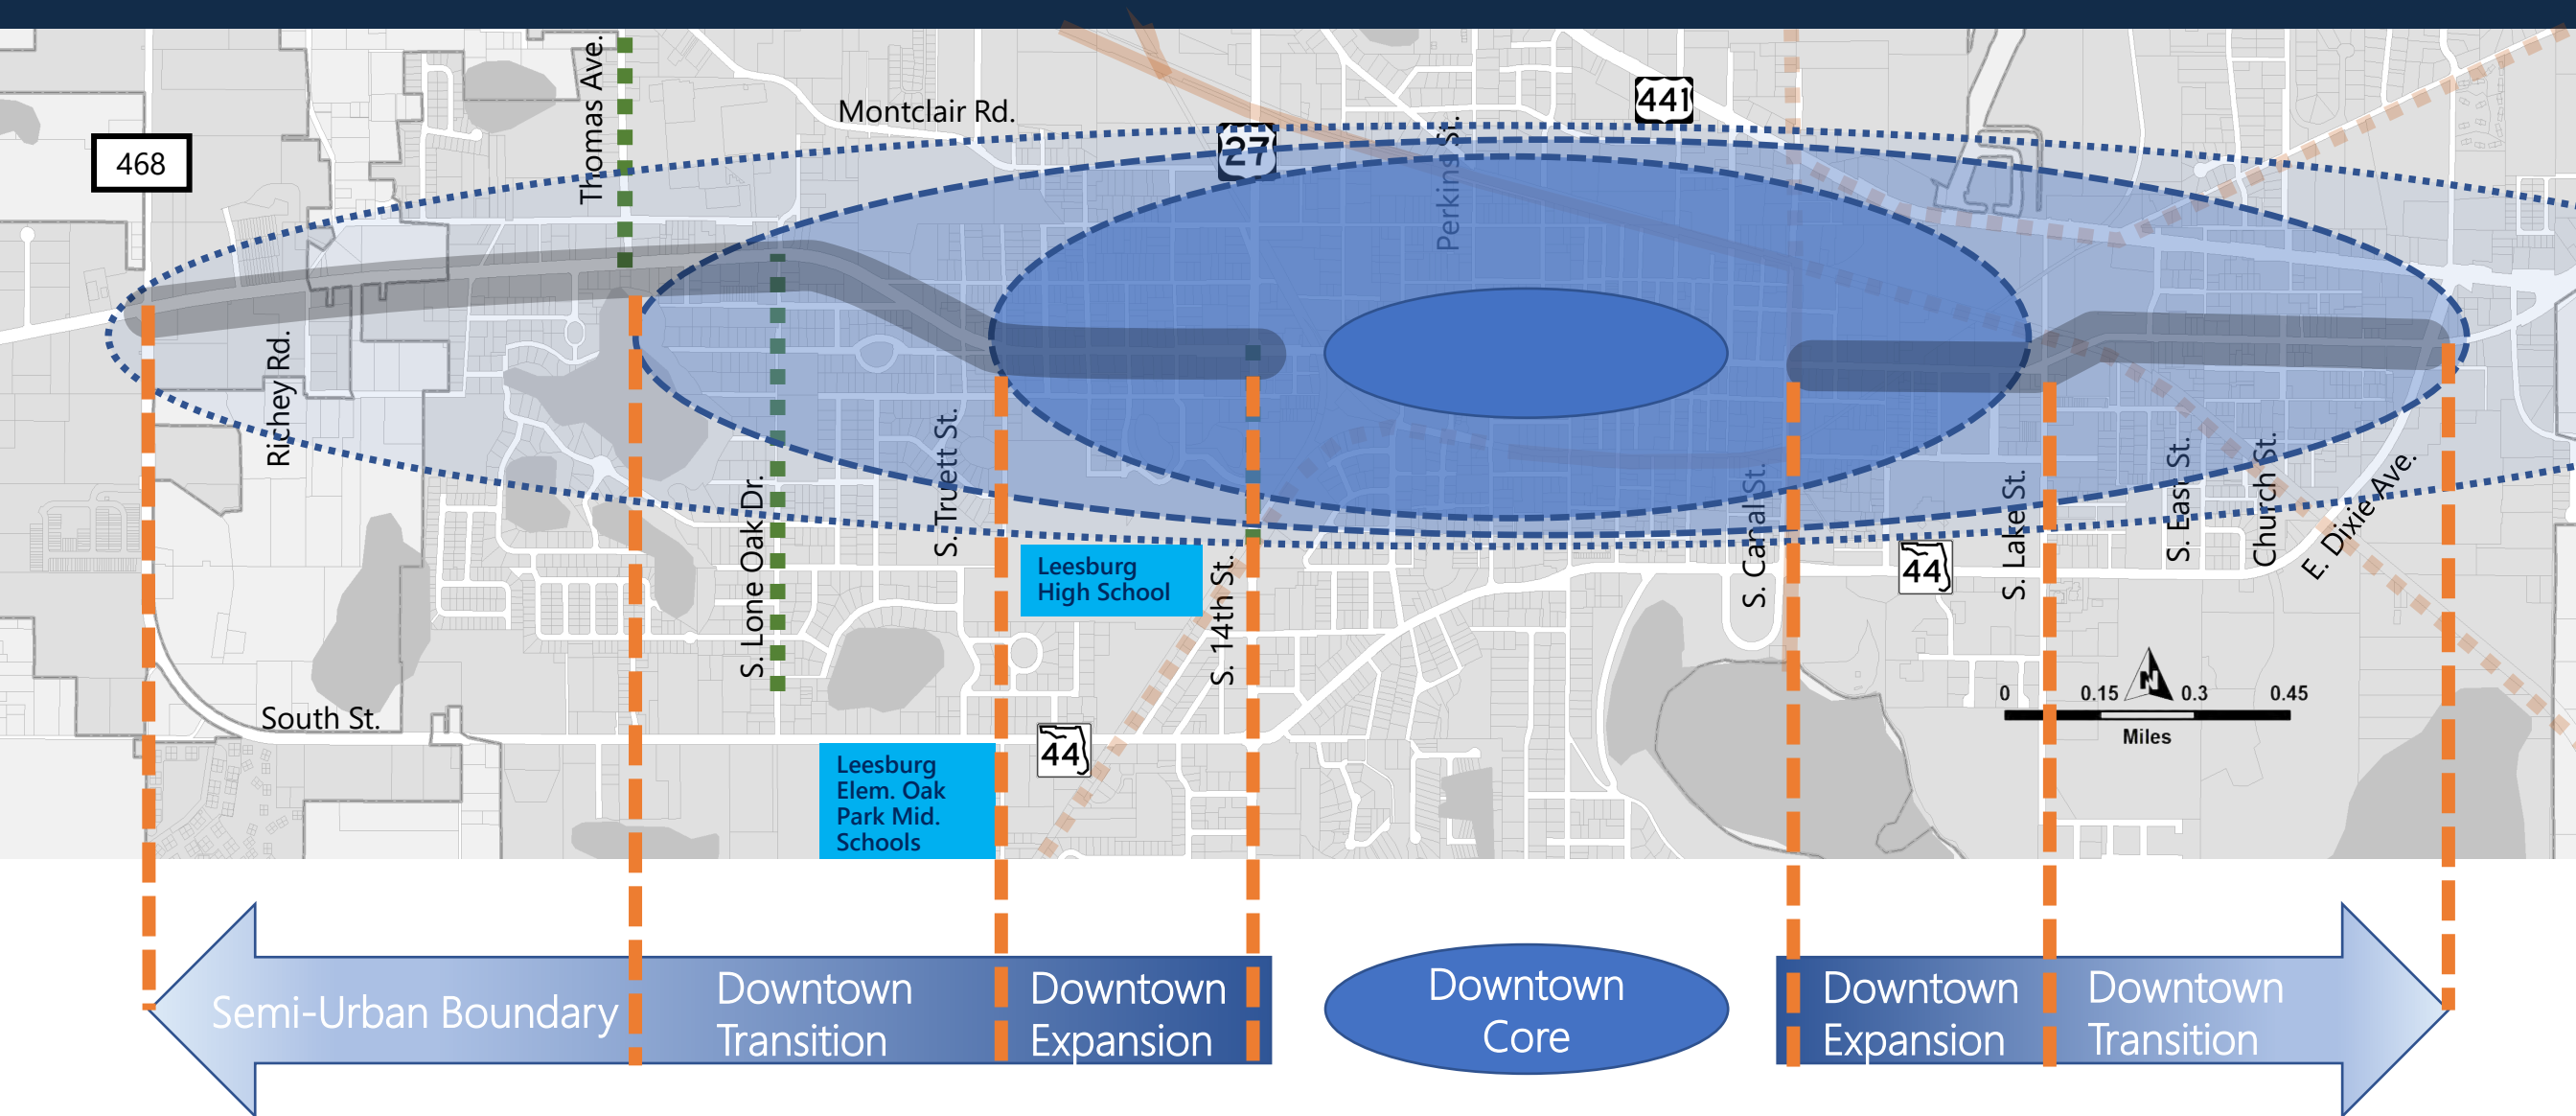 Thomas Ave.
Montclair Rd.
441
27
Perkins St.
468
Richey Rd.
S. Truett St.
S. Lone Oak Dr.
S. 14th St.
S. Canal St.
S. Lake St.
S. East St.
Church St.
E. Dixie Ave.
Leesburg
High School
44
South St.
44
Leesburg
Elem. Oak
Park Mid.
Schools
N
0 0.15 0.3 0.45
Miles
Semi-Urban Boundary
Downtown
Transition
Downtown
Expansion
Downtown
Core
Downtown
Expansion
Downtown
Transition